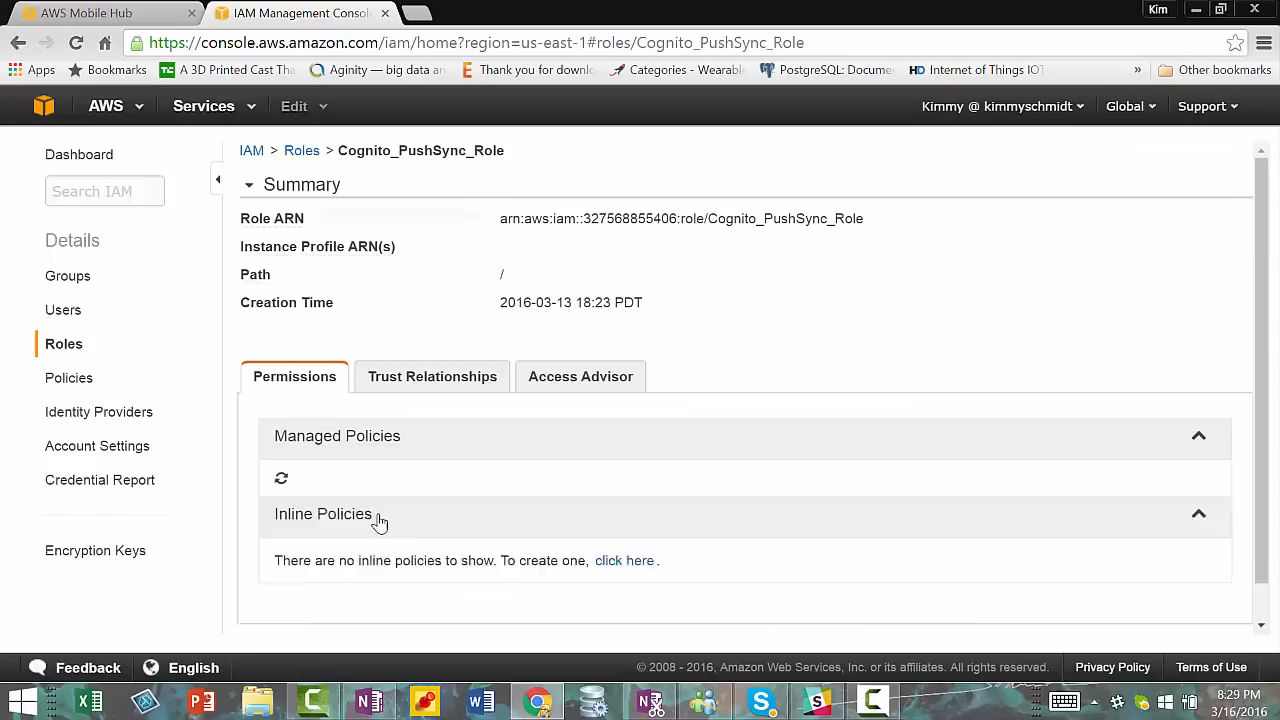 AWS Mobile Hub
IAM Management Consol
Kim
https://console.aws.amazon.com/iam/home?region=us-east-1#roles/Cognito_PushSync_Role
Apps
Bookmarks
A 3D Printed Cast Tha
Aginity — big data an
Thank you for downlo
Categories - Wearable
PostgreSQL: Docume
Internet of Things IOT
»
Other bookmarks
AWS
Services
Edit
Kimmy @ kimmyschmidt
Global
Support
Dashboard
Search IAM
Details
Groups
Users
Roles
Policies
Identity Providers
Account Settings
Credential Report
Encryption Keys
IAM > Roles > Cognito_PushSync_Role
Summary
Role ARN arn:aws:iam::327568855406:role/Cognito_PushSync_Role
Instance Profile ARN(s)
Path /
Creation Time 2016-03-13 18:23 PDT
Permissions
Trust Relationships
Access Advisor
Managed Policies
Inline Policies
There are no inline policies to show. To create one, click here.
Feedback
English
© 2008 - 2016, Amazon Web Services, Inc. or its affiliates. All rights reserved.
Privacy Policy
Terms of Use
8:29 PM
3/16/2016